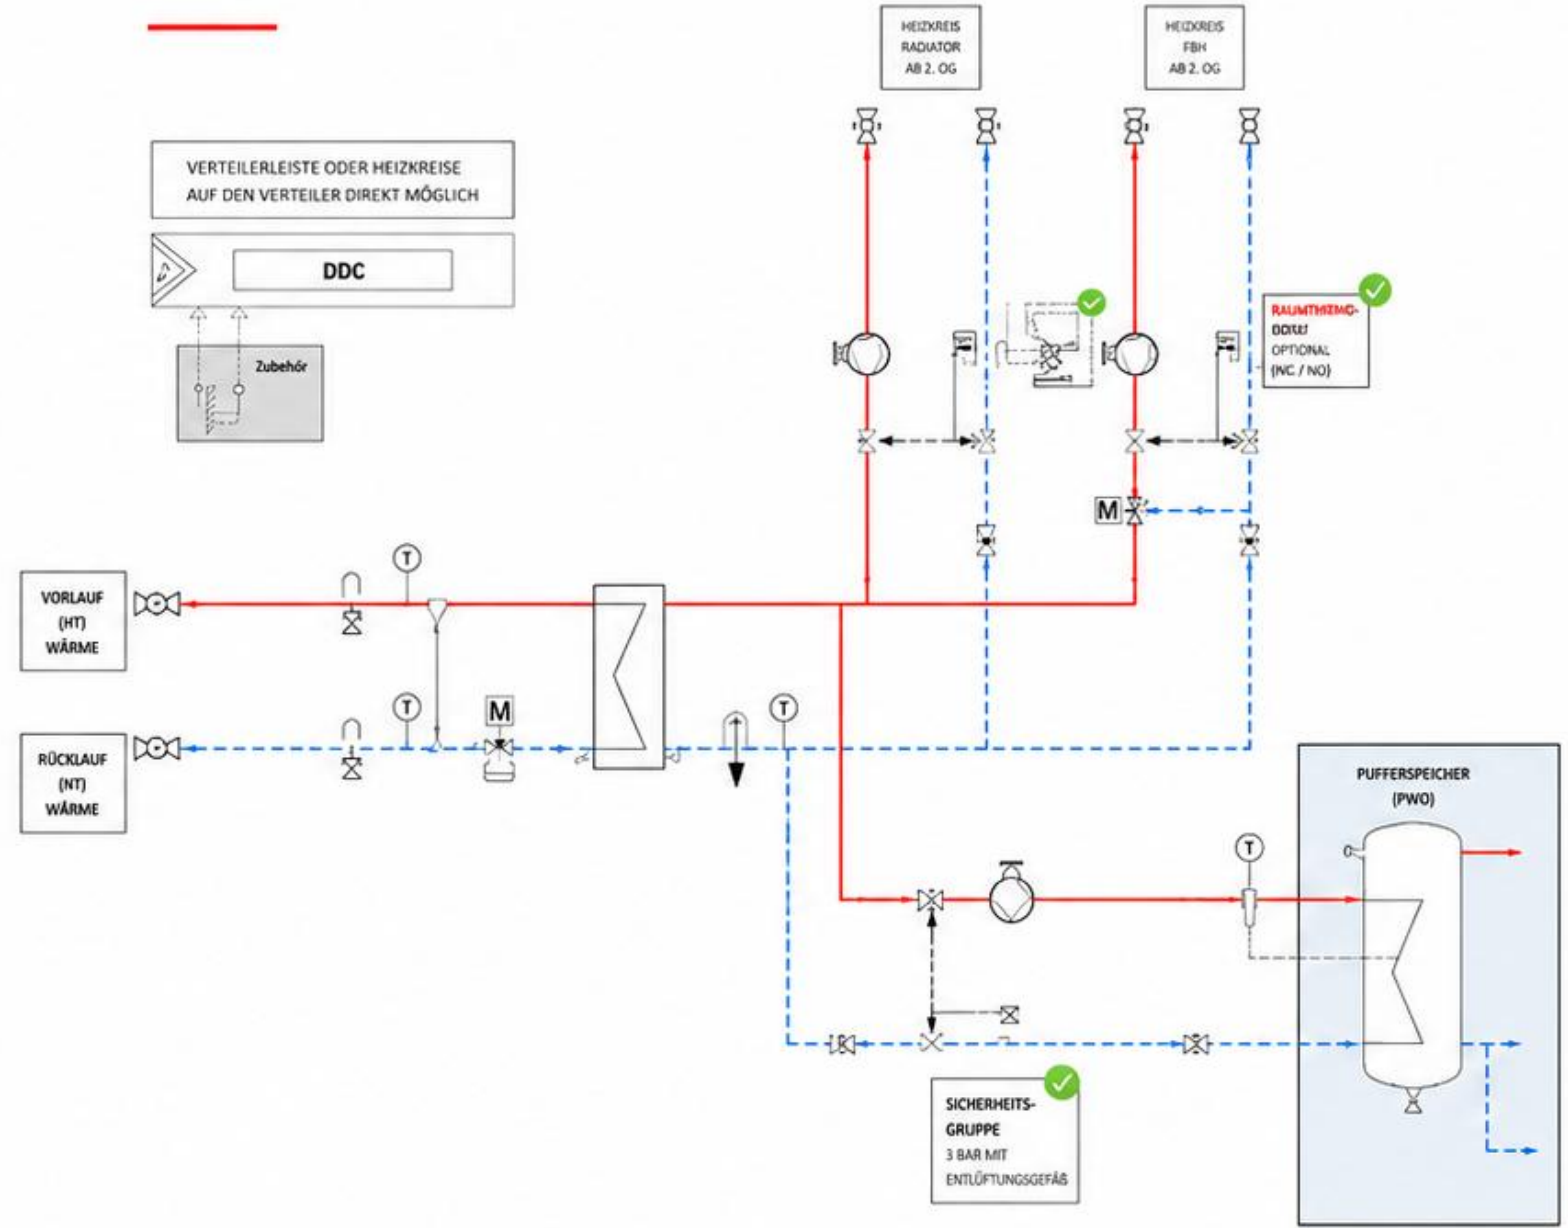 HEIZKREIS
RADIATOR
AB 2. OG
HEIZKREIS
FBH
AB 2. OG
VERTEILERLEISTE ODER HEIZKREISE
AUF DEN VERTEILER DIREKT MÖGLICH
DDC
Zubehör
OPTIONAL
(NC / NO)
M
T
VORLAUF
(HT)
WÄRME
T
M
T
RÜCKLAUF
(NT)
WÄRME
PUFFERSPEICHER
(PWO)
T
SICHERHEITS-
GRUPPE
3 BAR MIT
ENTLÜFTUNGSGEFÄß